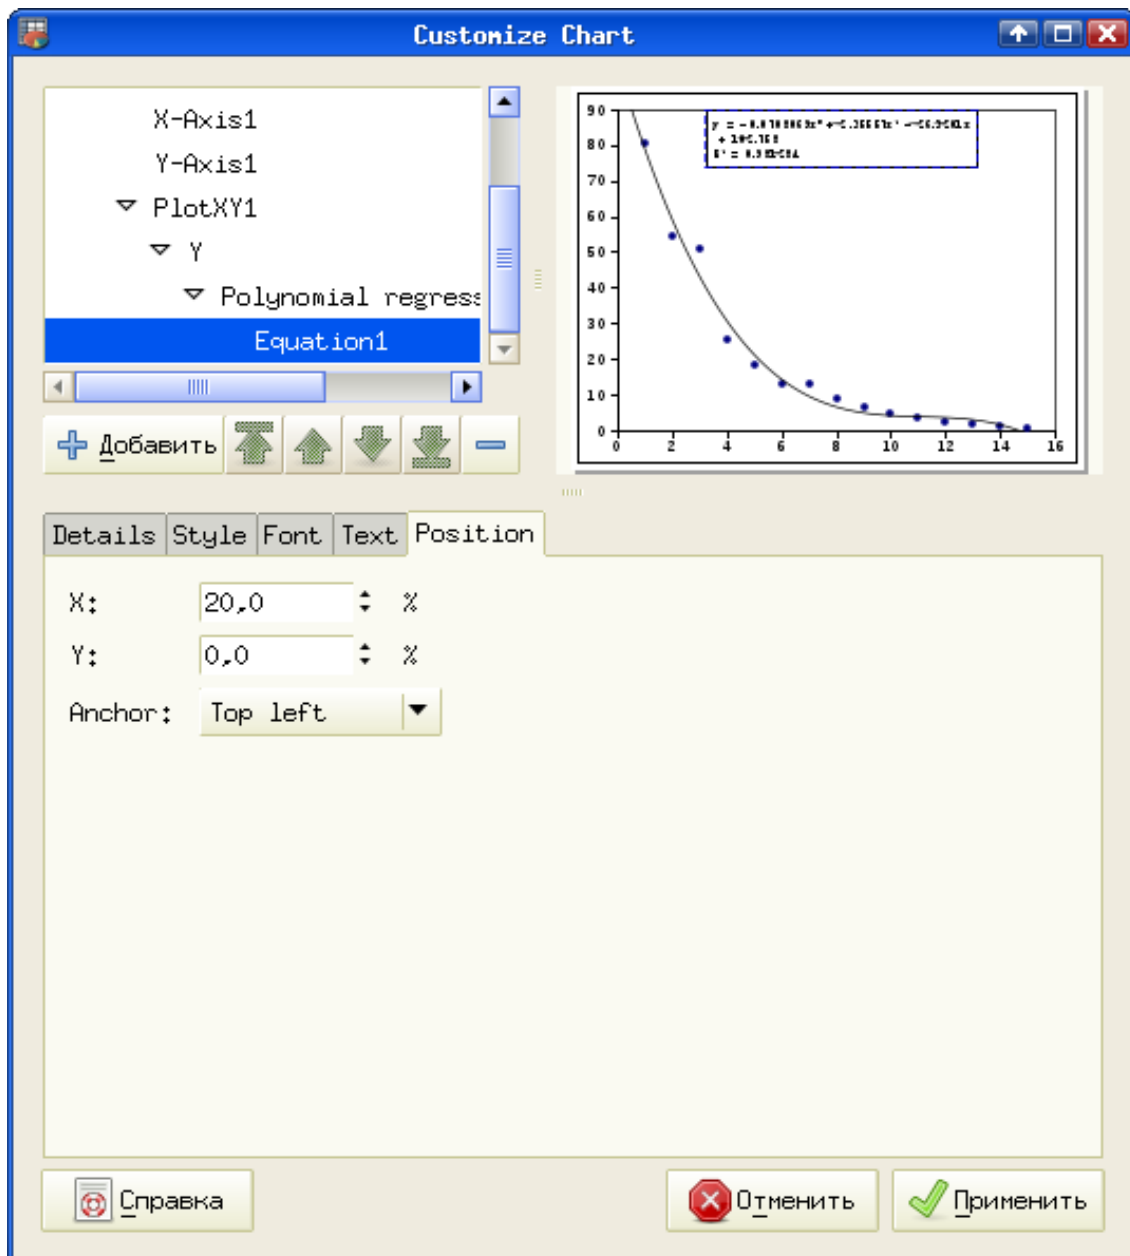 Customize Chart
X-Axis1
Y-Axis1
PlotXY1
Y
Polynomial regress
Equation1
Добавить
90
80
70
60
50
40
30
20
10
0
0 2 4 6 8 10 12 14 16
Details Style Font Text Position
X: 20,0 %
Y: 0,0 %
Anchor: Top left
Справка Отменить Применить